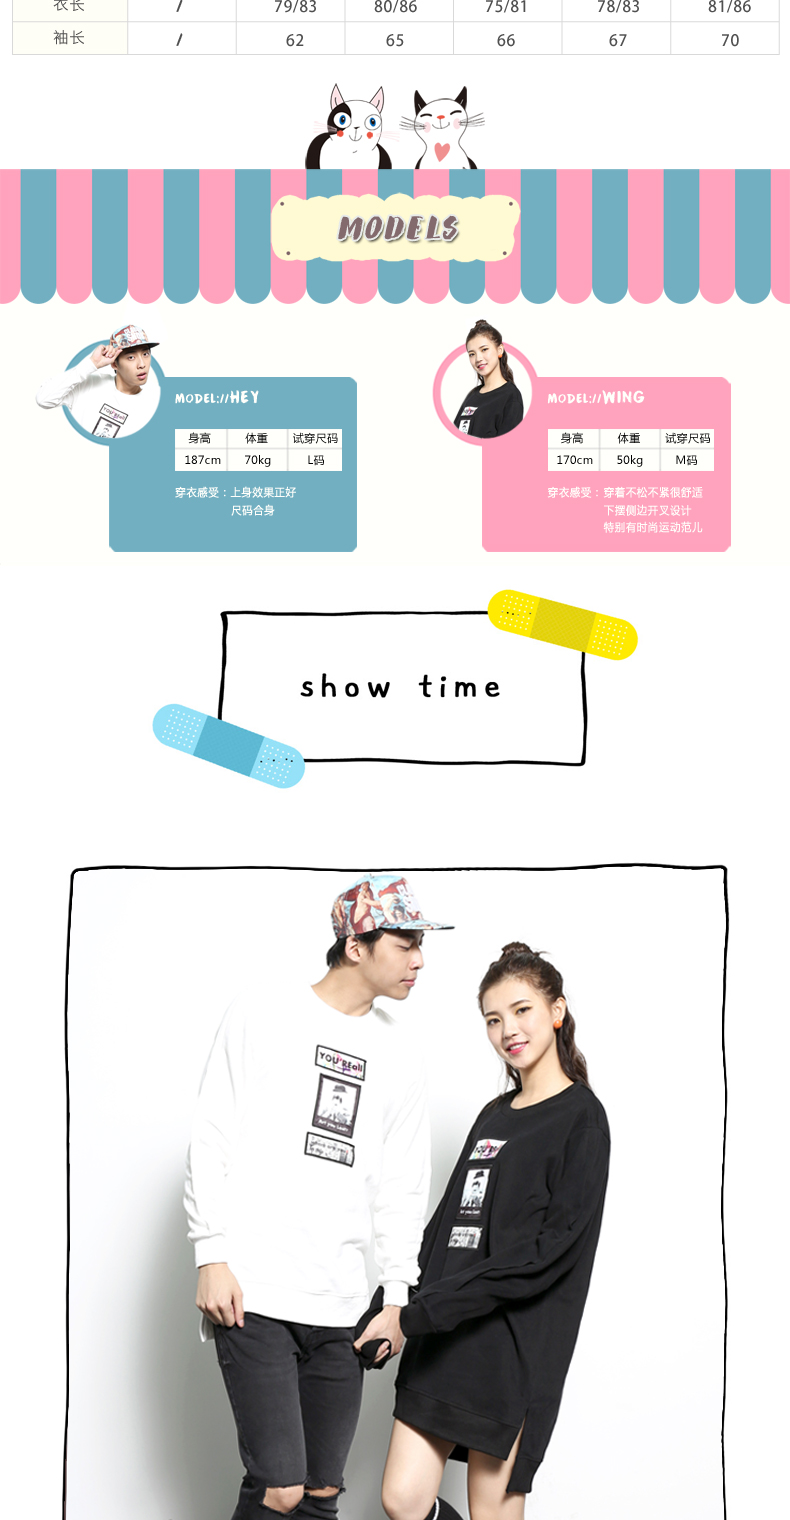 衣长 / 79/83 80/86 75/81 78/83 81/86
袖长 / 62 65 66 67 70
MODELS
MODEL://HEY
身高 体重 试穿尺码
187cm 70kg L码
穿衣感受：上身效果正好
尺码合身
MODEL://WING
身高 体重 试穿尺码
170cm 50kg M码
穿衣感受：穿着不松不紧很舒适
下摆侧边开叉设计
特别有时尚运动范儿
show time
YOU'REall